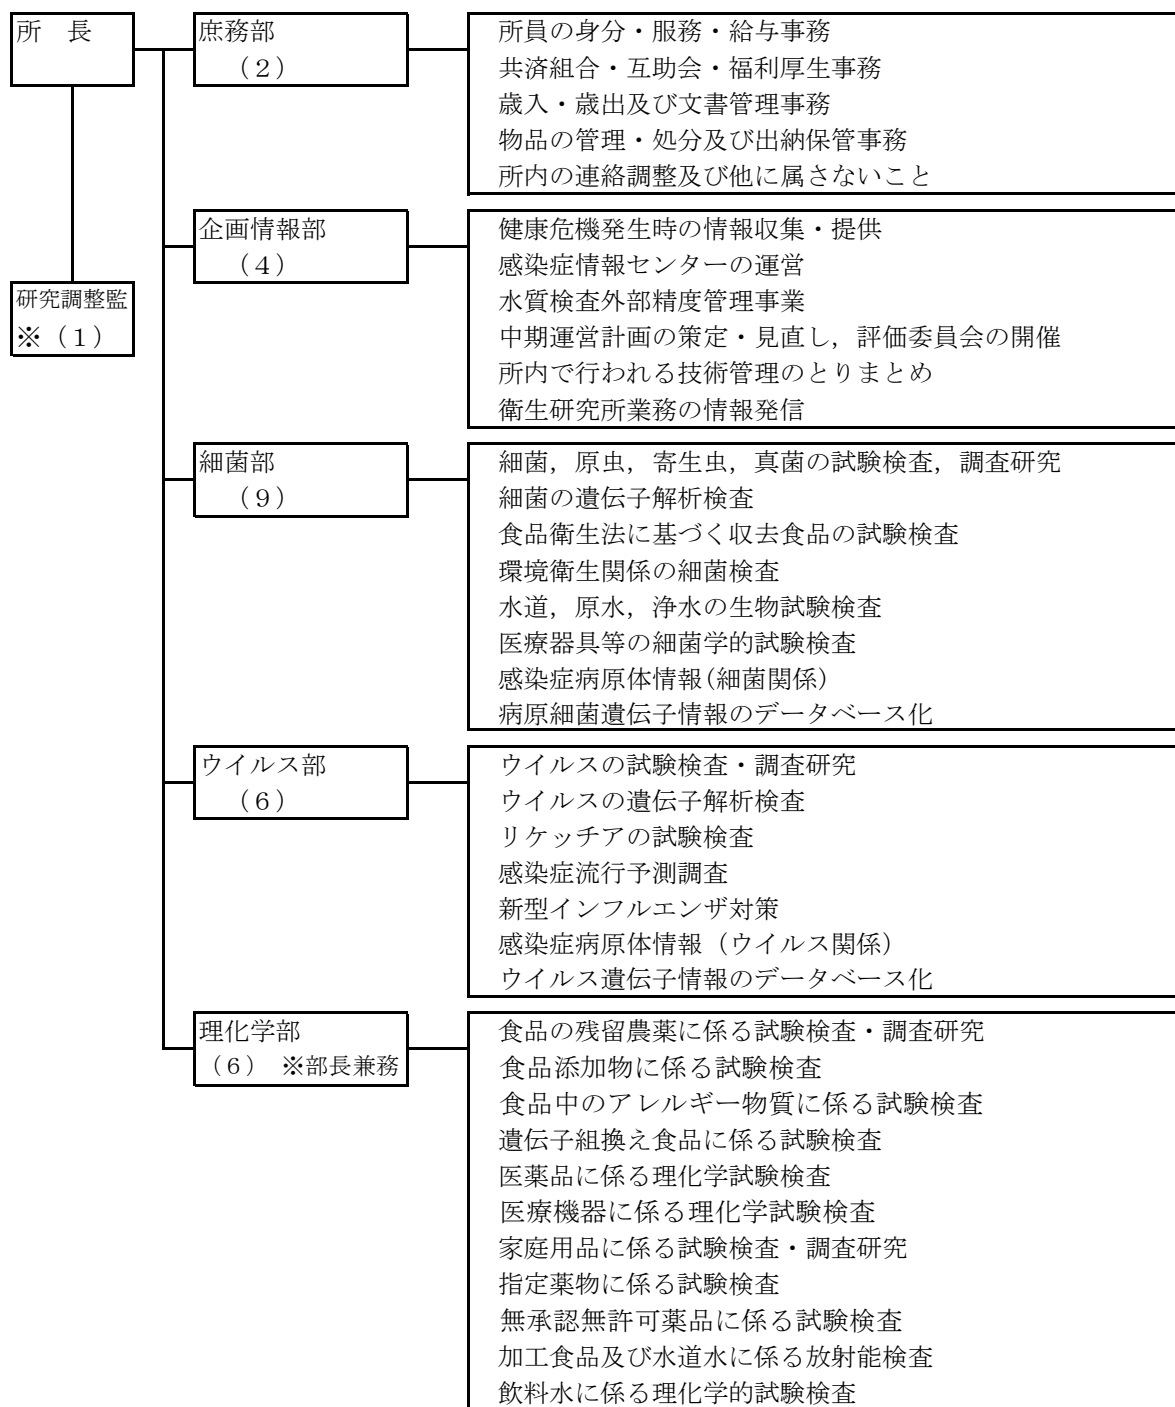 所　長
研究調整監
※（１）
庶務部
（２）
所員の身分・服務・給与事務
共済組合・互助会・福利厚生事務
歳入・歳出及び文書管理事務
物品の管理・処分及び出納保管事務
所内の連絡調整及び他に属さないこと
企画情報部
（４）
健康危機発生時の情報収集・提供
感染症情報センターの運営
水質検査外部精度管理事業
中期運営計画の策定・見直し，評価委員会の開催
所内で行われる技術管理のとりまとめ
衛生研究所業務の情報発信
細菌部
（９）
細菌，原虫，寄生虫，真菌の試験検査，調査研究
細菌の遺伝子解析検査
食品衛生法に基づく収去食品の試験検査
環境衛生関係の細菌検査
水道，原水，浄水の生物試験検査
医療器具等の細菌学的試験検査
感染症病原体情報(細菌関係)
病原細菌遺伝子情報のデータベース化
ウイルス部
（６）
ウイルスの試験検査・調査研究
ウイルスの遺伝子解析検査
リケッチアの試験検査
感染症流行予測調査
新型インフルエンザ対策
感染症病原体情報（ウイルス関係）
ウイルス遺伝子情報のデータベース化
理化学部
（６）　※部長兼務
食品の残留農薬に係る試験検査・調査研究
食品添加物に係る試験検査
食品中のアレルギー物質に係る試験検査
遺伝子組換え食品に係る試験検査
医薬品に係る理化学試験検査
医療機器に係る理化学試験検査
家庭用品に係る試験検査・調査研究
指定薬物に係る試験検査
無承認無許可薬品に係る試験検査
加工食品及び水道水に係る放射能検査
飲料水に係る理化学的試験検査